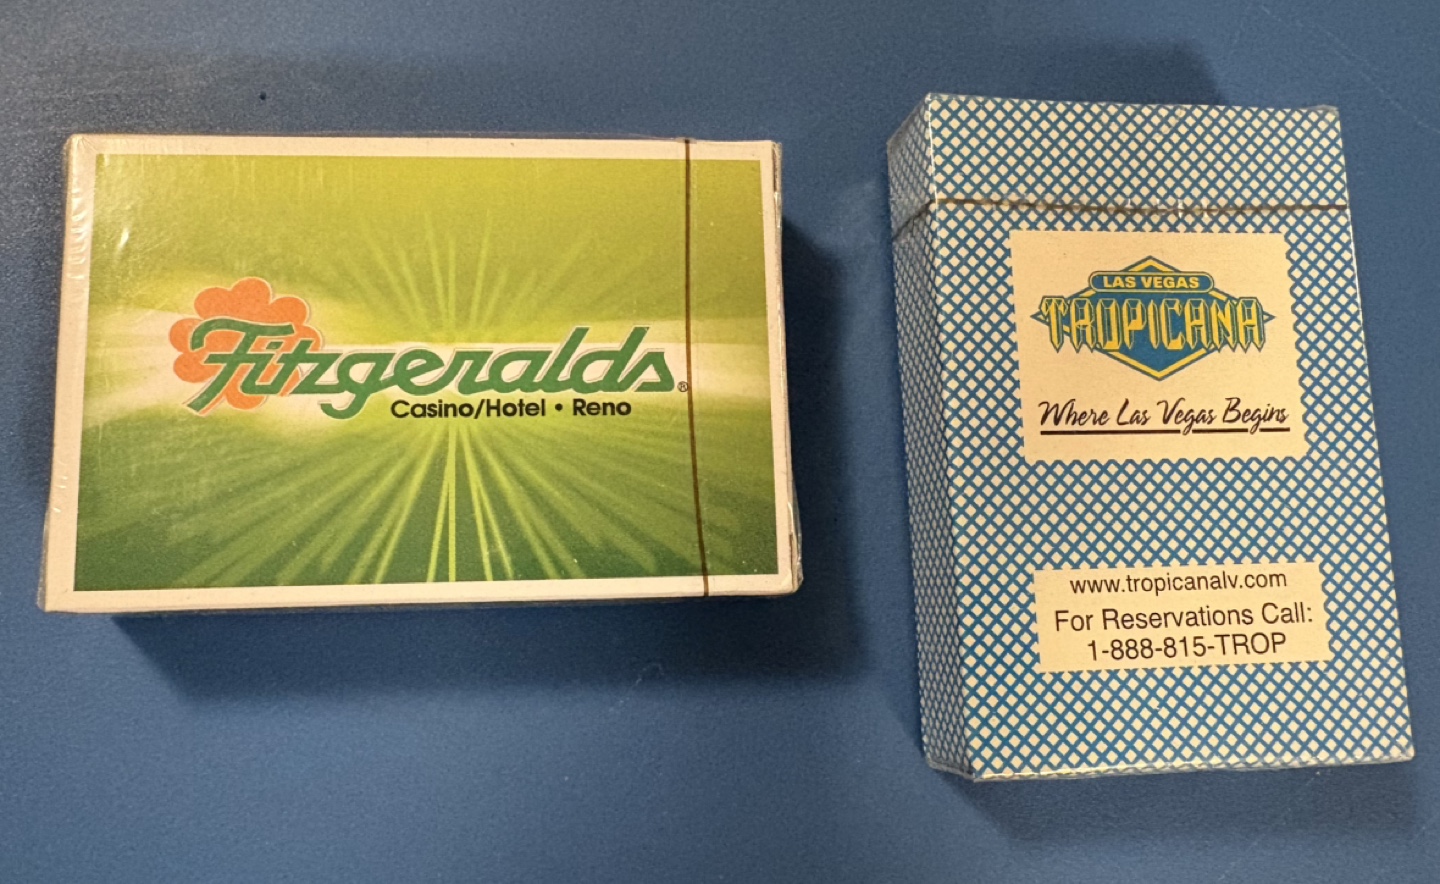 Fitzgeralds®
Casino/Hotel • Reno
LAS VEGAS
TROPICANA
Where Las Vegas Begins
www.tropicanalv.com
For Reservations Call:
1-888-815-TROP